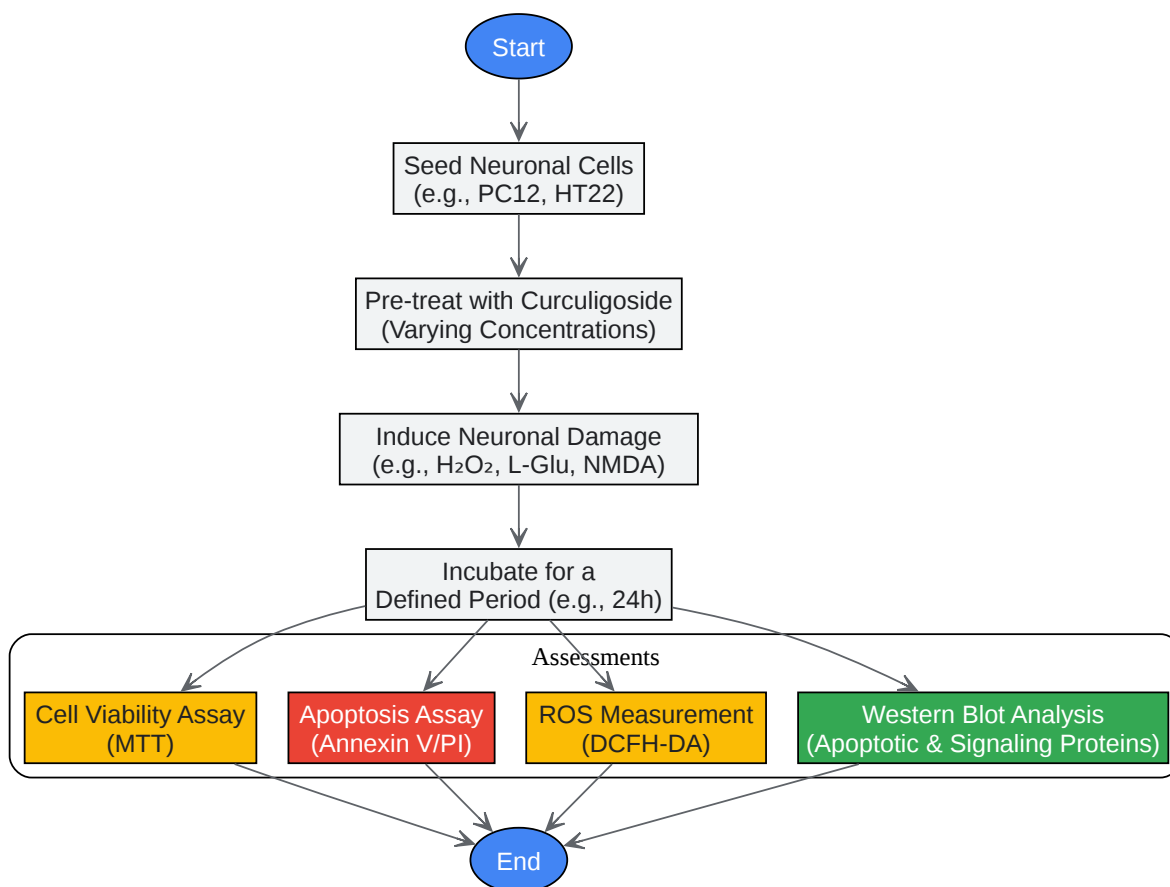 Start
Seed Neuronal Cells
(e.g., PC12, HT22)
Pre-treat with Curculigoside
(Varying Concentrations)
Induce Neuronal Damage
(e.g., H₂O₂, L-Glu, NMDA)
Incubate for a
Defined Period (e.g., 24h)
Assessments
Cell Viability Assay
(MTT)
Apoptosis Assay
(Annexin V/PI)
ROS Measurement
(DCFH-DA)
Western Blot Analysis
(Apoptotic & Signaling Proteins)
End